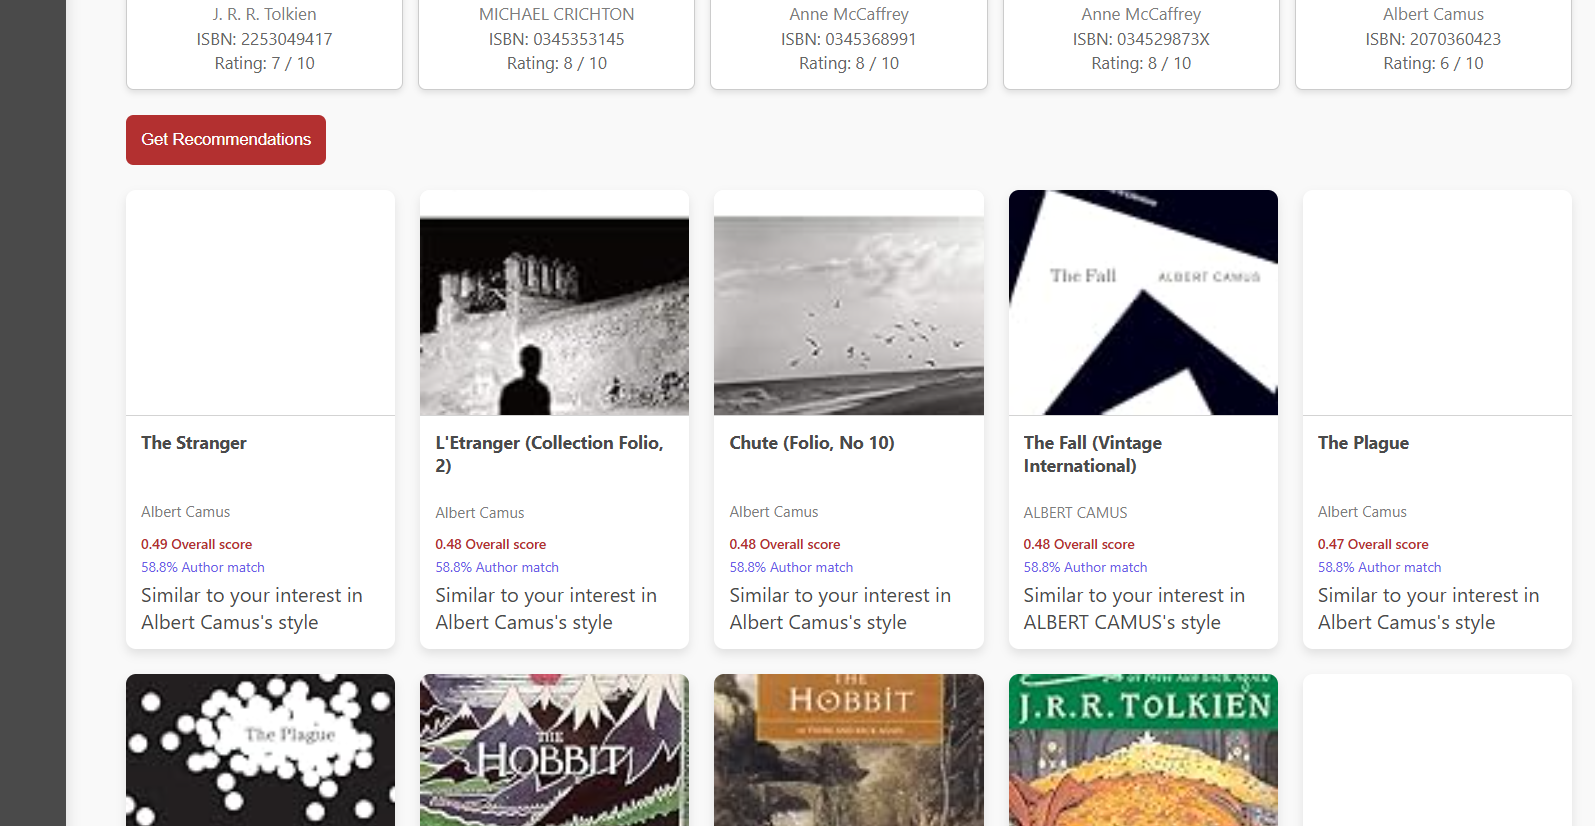 J. R. R. Tolkien
ISBN: 2253049417
Rating: 7 / 10
MICHAEL CRICHTON
ISBN: 0345353145
Rating: 8 / 10
Anne McCaffrey
ISBN: 0345368991
Rating: 8 / 10
Anne McCaffrey
ISBN: 034529873X
Rating: 8 / 10
Albert Camus
ISBN: 2070360423
Rating: 6 / 10
Get Recommendations
The Stranger
Albert Camus
0.49 Overall score
58.8% Author match
Similar to your interest in
Albert Camus's style
L'Etranger (Collection Folio,
2)
Albert Camus
0.48 Overall score
58.8% Author match
Similar to your interest in
Albert Camus's style
Chute (Folio, No 10)
Albert Camus
0.48 Overall score
58.8% Author match
Similar to your interest in
Albert Camus's style
The Fall
ALBERT CAMUS
The Fall (Vintage
International)
ALBERT CAMUS
0.48 Overall score
58.8% Author match
Similar to your interest in
ALBERT CAMUS's style
The Plague
Albert Camus
0.47 Overall score
58.8% Author match
Similar to your interest in
Albert Camus's style
The Plague
THE
HOBBIT
THE
HOBBIT
J.R.R. TOLKIEN